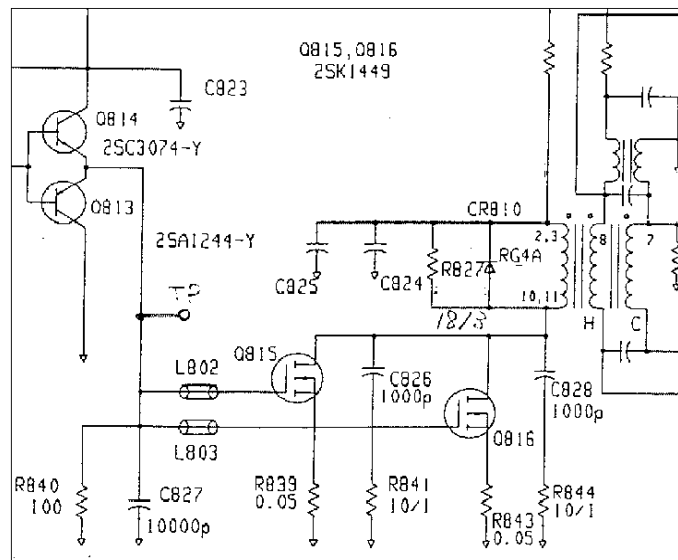 Q815,Q816
2SK1449
C823
Q814
2SC3074-Y
Q813
2SA1244-Y
CR810
2,3
8
7
C825
C824
R827
RG4A
10,11
18/3
H
C
TP
L802
Q815
C826
1000p
C828
1000p
L803
Q816
R840
100
C827
10000p
R839
0.05
R841
10/1
R843
0.05
R844
10/1